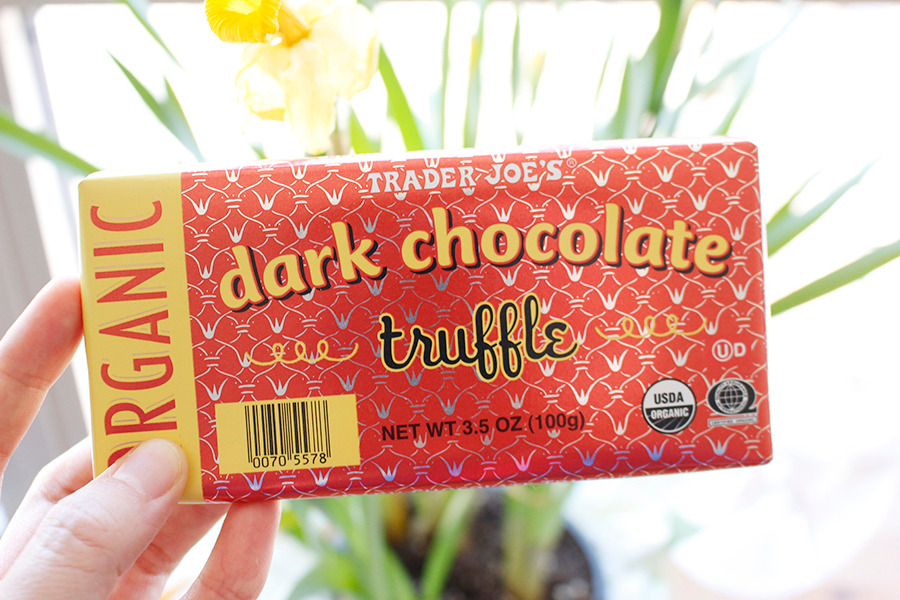 ORGANIC
TRADER JOE'S®
dark chocolate
truffle
U D
USDA
ORGANIC
Q
0070 5578
NET WT 3.5 OZ (100g)